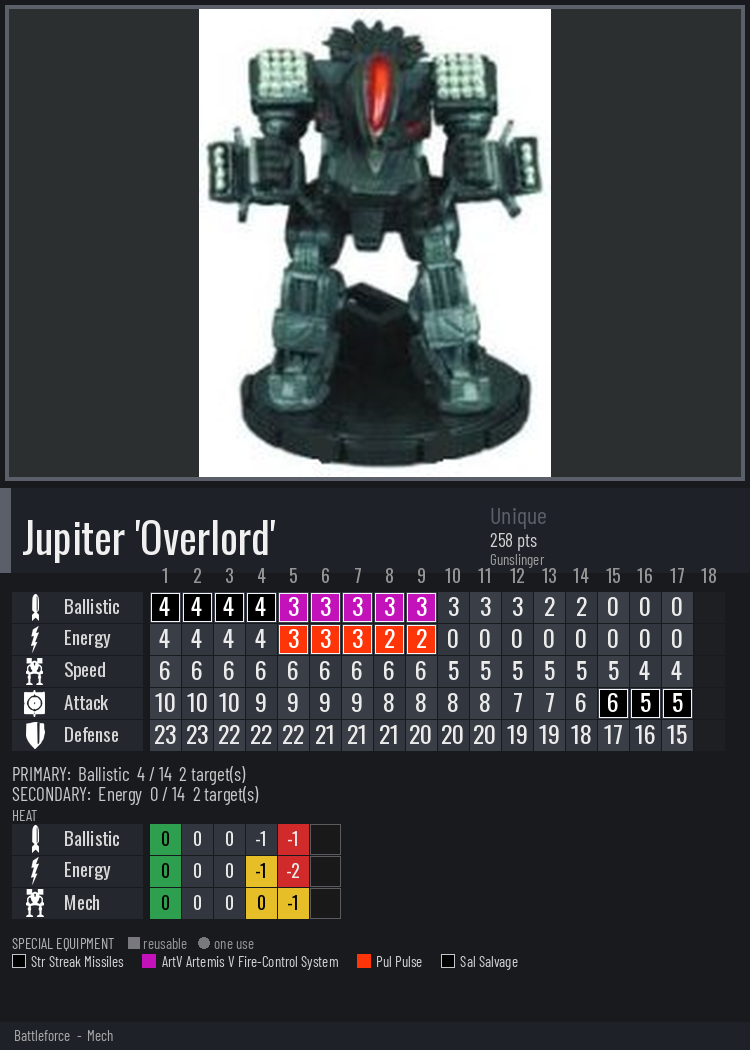 Jupiter 'Overlord'
Unique
258 pts
Gunslinger
1 2 3 4 5 6 7 8 9 10 11 12 13 14 15 16 17 18
Ballistic 4 4 4 4 3 3 3 3 3 3 3 3 2 2 0 0 0
Energy 4 4 4 4 3 3 3 2 2 0 0 0 0 0 0 0 0
Speed 6 6 6 6 6 6 6 6 6 5 5 5 5 5 5 4 4
Attack 10 10 10 9 9 9 9 8 8 8 8 7 7 6 6 5 5
Defense 23 23 22 22 22 21 21 21 20 20 20 19 19 18 17 16 15
PRIMARY: Ballistic 4 / 14 2 target(s)
SECONDARY: Energy 0 / 14 2 target(s)
HEAT
Ballistic 0 0 0 -1 -1
Energy 0 0 0 -1 -2
Mech 0 0 0 0 -1
SPECIAL EQUIPMENT reusable one use
Str Streak Missiles ArtV Artemis V Fire-Control System Pul Pulse Sal Salvage
Battleforce - Mech